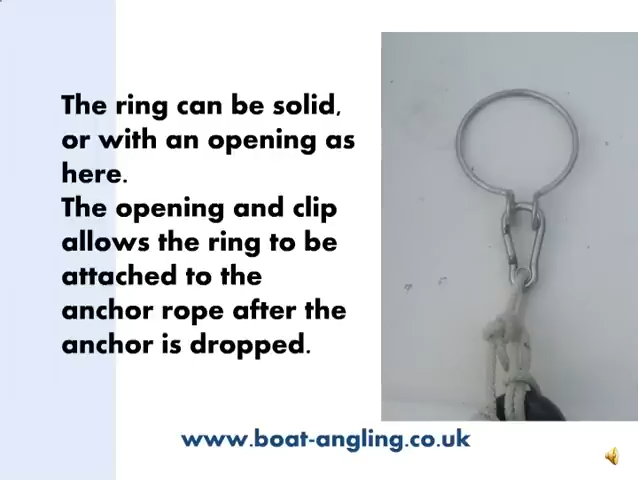 The ring can be solid,
or with an opening as
here.
The opening and clip
allows the ring to be
attached to the
anchor rope after the
anchor is dropped.
www.boat-angling.co.uk